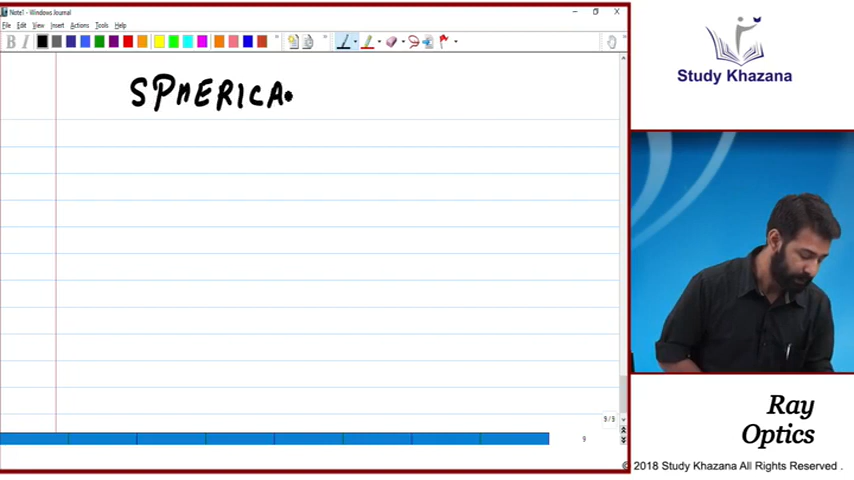 Note1 - Windows Journal
File Edit View Insert Actions Tools Help
B I
SPHERICA
9 / 9
9
Study Khazana
Ray
Optics
© 2018 Study Khazana All Rights Reserved .